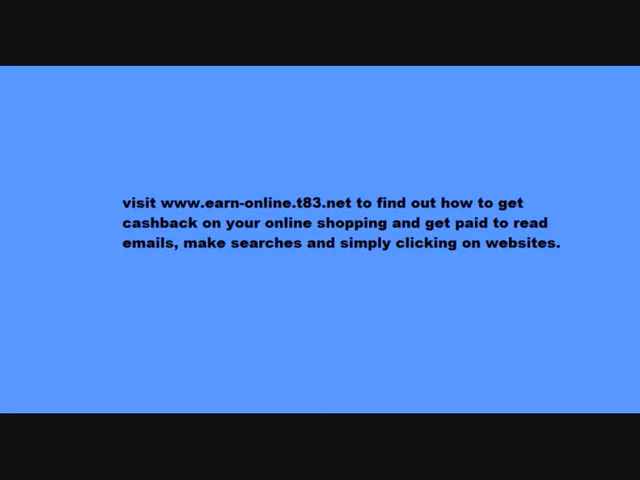 visit www.earn-online.t83.net to find out how to get
cashback on your online shopping and get paid to read
emails, make searches and simply clicking on websites.